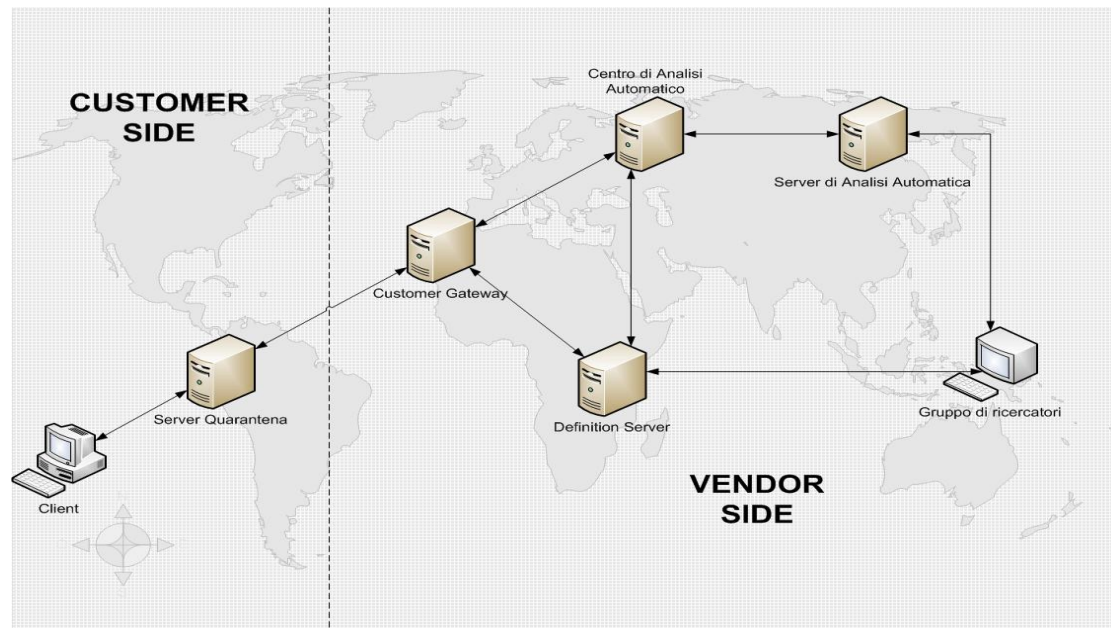 CUSTOMER
SIDE
Centro di Analisi
Automatico
Server di Analisi Automatica
Customer Gateway
Server Quarantena
Definition Server
Gruppo di ricercatori
Client
VENDOR
SIDE